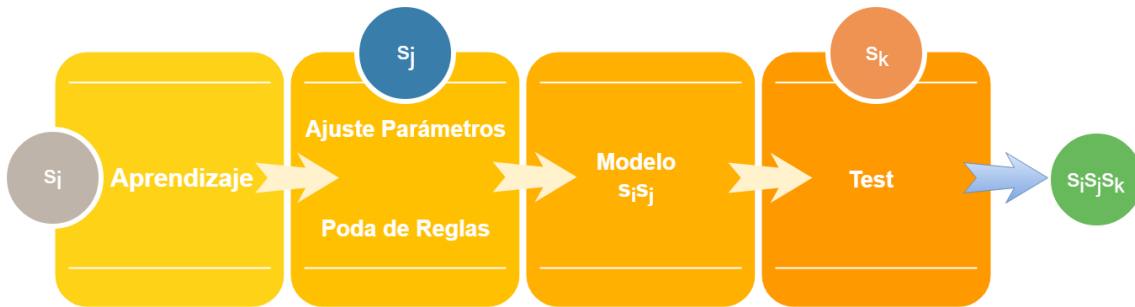 si
Aprendizaje
sj
Ajuste Parámetros
Poda de Reglas
Modelo
sisj
sk
Test
sisjsk